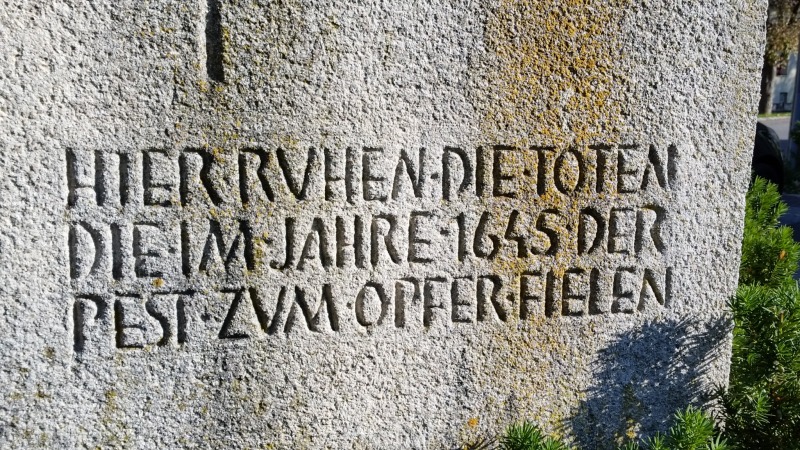 HIER·RVHEN·DIE·TOTEN
DIE·IM·JAHRE·1645·DER
PEST·ZVM·OPFER·FIELEN